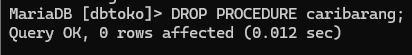 MariaDB [dbtoko]> DROP PROCEDURE caribarang;
Query OK, 0 rows affected (0.012 sec)